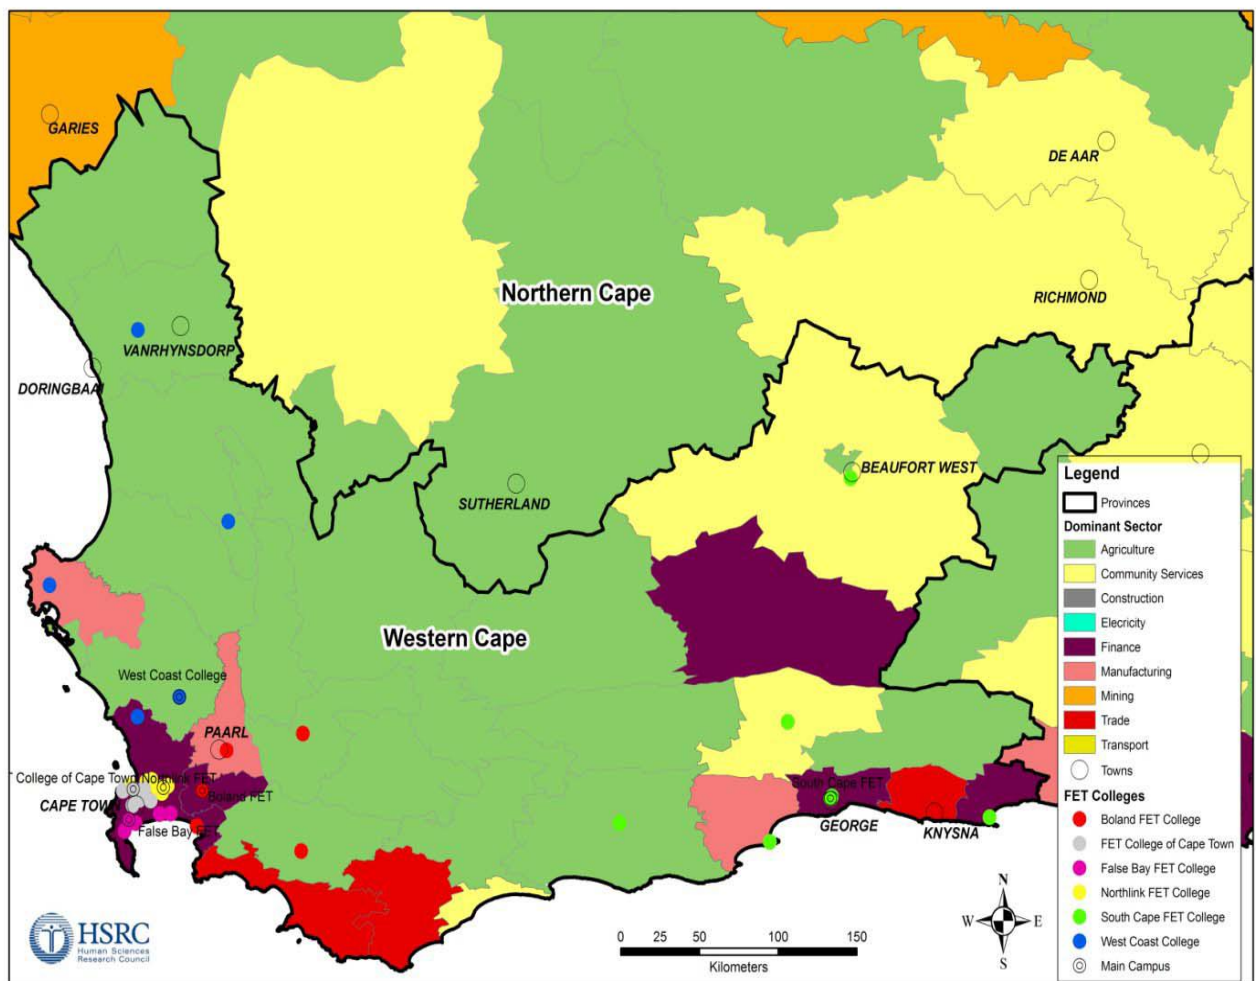 GARIES
DE AAR
Northern Cape
RICHMOND
VANRHYNSDORP
DORINGBAAI
BEAUFORT WEST
SUTHERLAND
Western Cape
West Coast College
PAARL
College of Cape Town
Northlink FET
CAPE TOWN
Boland FET
False Bay FET
South Cape FET
GEORGE
KNYSNA
Legend
Provinces
Dominant Sector
Agriculture
Community Services
Construction
Elecricity
Finance
Manufacturing
Mining
Trade
Transport
Towns
FET Colleges
Boland FET College
FET College of Cape Town
False Bay FET College
Northlink FET College
South Cape FET College
West Coast College
Main Campus
N
W E
S
HSRC
Human Sciences
Research Council
0 25 50 100 150
Kilometers